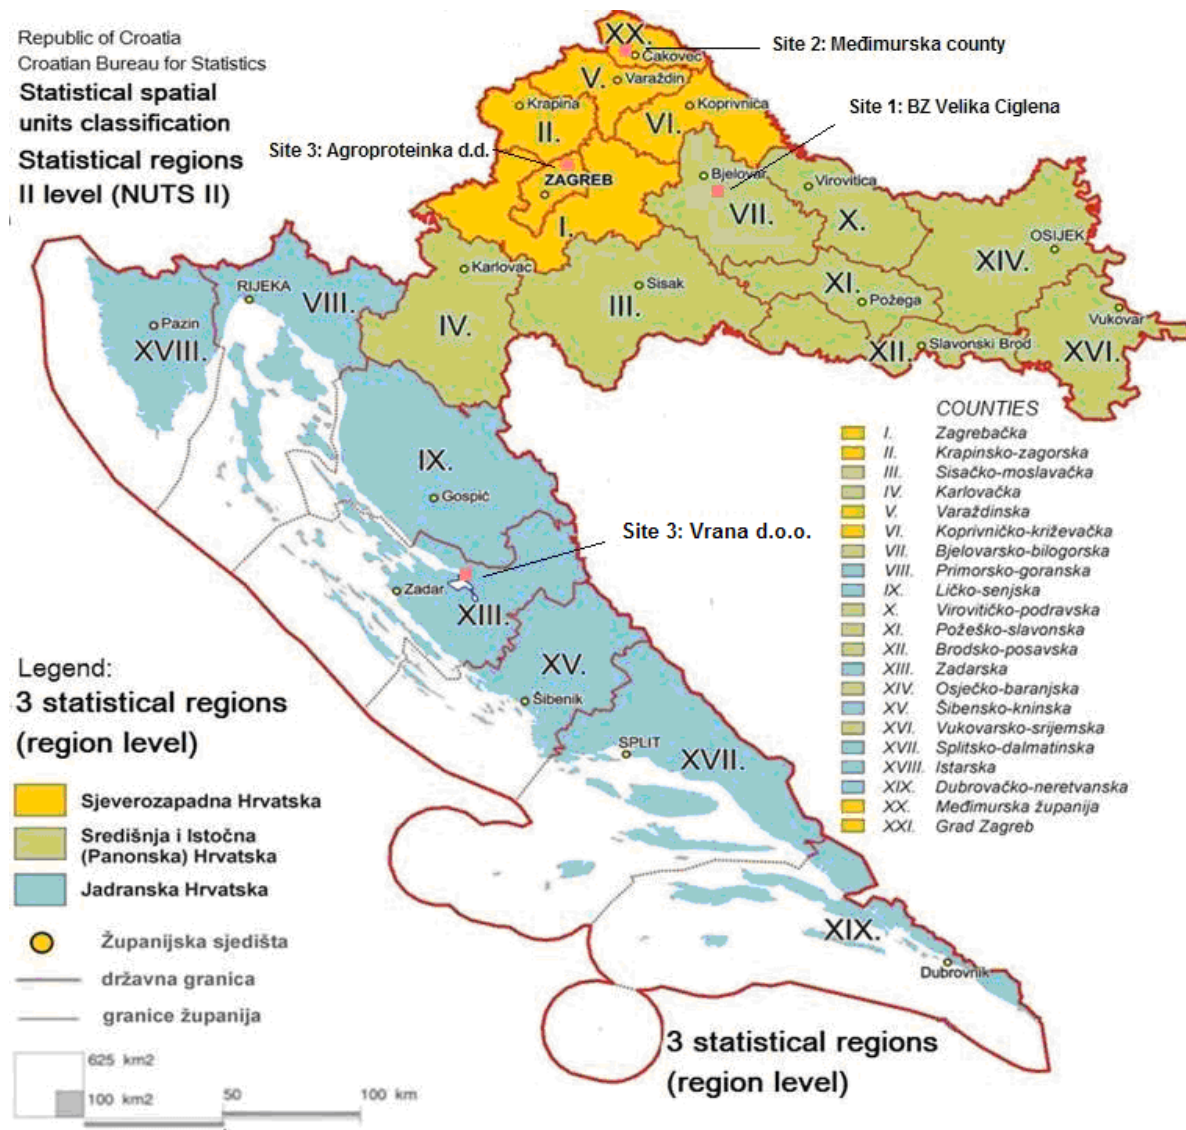 Republic of Croatia
Croatian Bureau for Statistics
Statistical spatial
units classification
Statistical regions
II level (NUTS II)
XX.
Čakovec
Site 2: Međimurska county
V.
Varaždin
Krapina
II.
Koprivnica
VI.
Site 1: BZ Velika Ciglena
Site 3: Agroproteinka d.d.
ZAGREB
I.
Bjelovar
VII.
Virovitica
X.
OSIJEK
XIV.
Karlovac
IV.
Sisak
III.
XI.
Požega
Vukovar
XII.
Slavonski Brod
XVI.
RIJEKA
VIII.
Pazin
XVIII.
IX.
Gospić
Site 3: Vrana d.o.o.
Zadar
XIII.
XV.
Šibenik
SPLIT
XVII.
XIX.
Dubrovnik
COUNTIES
I. Zagrebačka
II. Krapinsko-zagorska
III. Sisačko-moslavačka
IV. Karlovačka
V. Varaždinska
VI. Koprivničko-križevačka
VII. Bjelovarsko-bilogorska
VIII. Primorsko-goranska
IX. Ličko-senjska
X. Virovitičko-podravska
XI. Požeško-slavonska
XII. Brodsko-posavska
XIII. Zadarska
XIV. Osječko-baranjska
XV. Šibensko-kninska
XVI. Vukovarsko-srijemska
XVII. Splitsko-dalmatinska
XVIII. Istarska
XIX. Dubrovačko-neretvanska
XX. Međimurska županija
XXI. Grad Zagreb
Legend:
3 statistical regions
(region level)
Sjeverozapadna Hrvatska
Središnja i Istočna
(Panonska) Hrvatska
Jadranska Hrvatska
Županijska sjedišta
državna granica
granice županija
625 km2
100 km2
50
100 km
3 statistical regions
(region level)